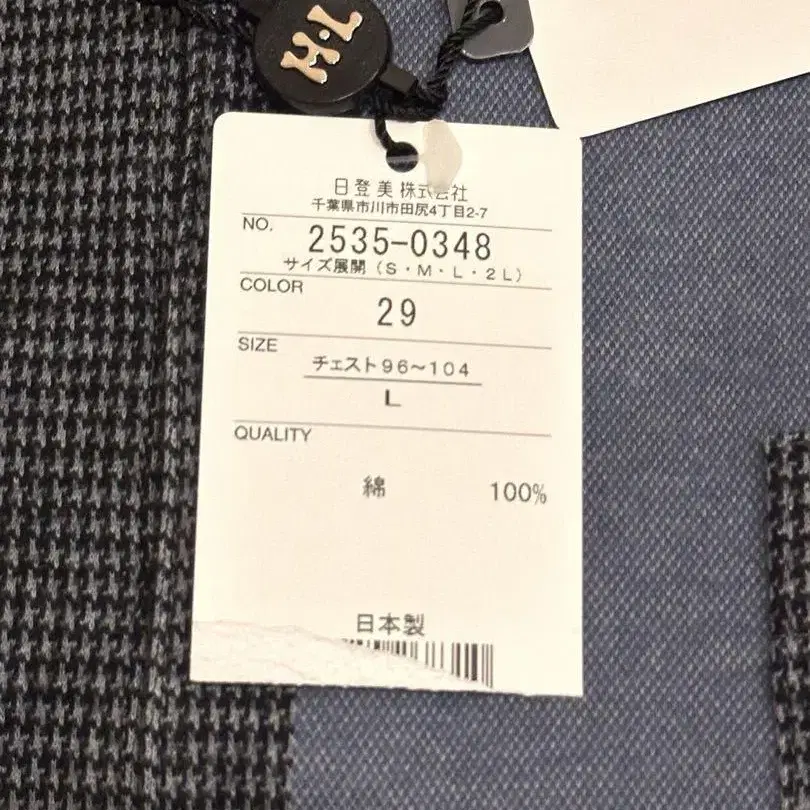 H·L
日登美株式会社
千葉県市川市田尻4丁目2-7
NO.
2535-0348
サイズ展開（S・M・L・2L）
COLOR
29
SIZE
チェスト96～104
L
QUALITY
綿 100%
日本製